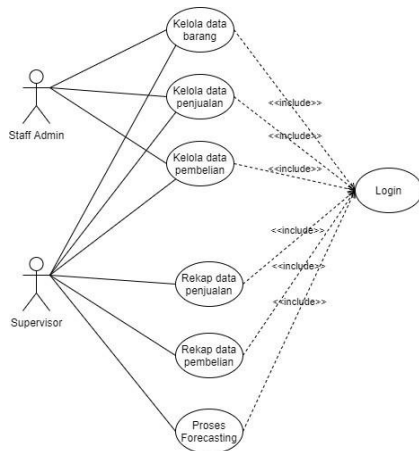 Kelola data
barang
Kelola data
penjualan
<<include>>
Staff Admin
Kelola data
pembelian
<<include>>
Login
<<include>>
Rekap data
penjualan
<<include>>
<<include>>
Supervisor
Rekap data
pembelian
Proses
Forecasting